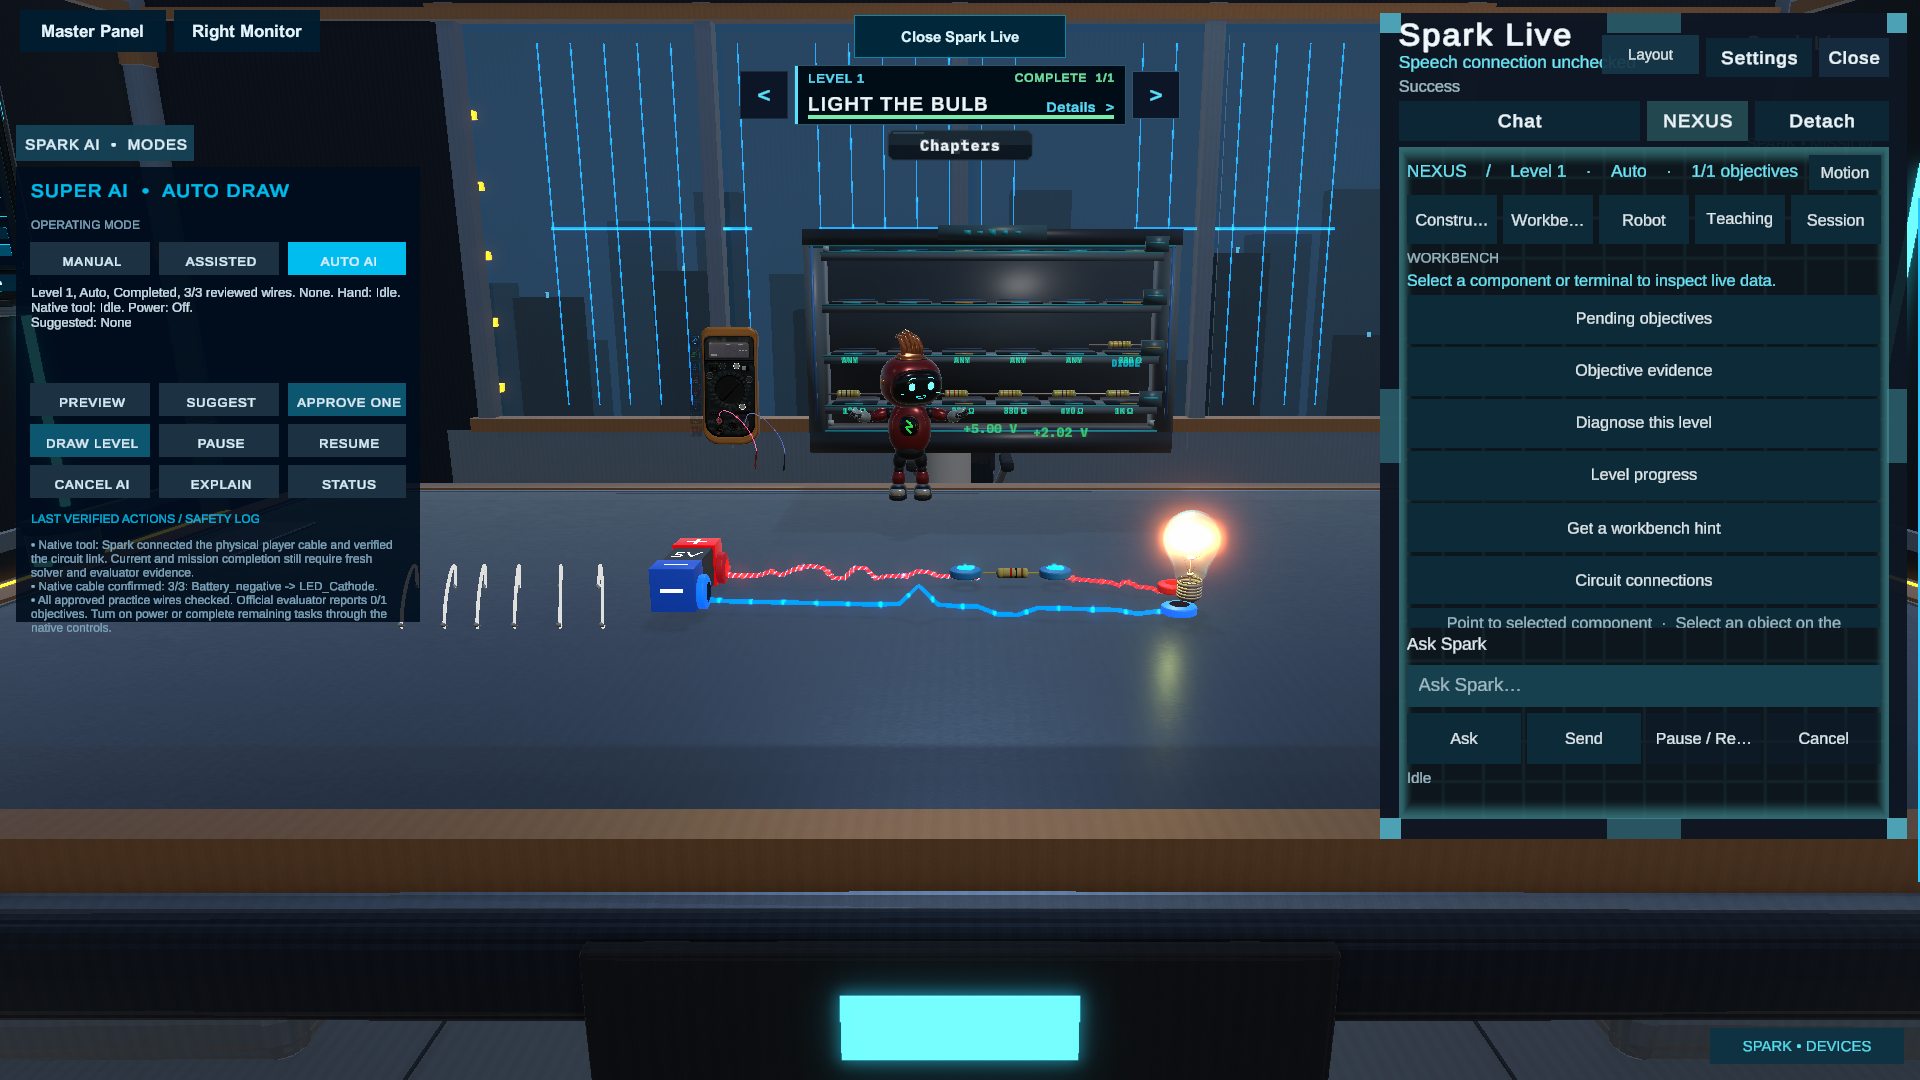 Master Panel
Right Monitor
Close Spark Live
<
LEVEL 1
COMPLETE 1/1
LIGHT THE BULB
Details >
>
Chapters
SPARK AI • MODES
SUPER AI • AUTO DRAW
OPERATING MODE
MANUAL
ASSISTED
AUTO AI
Level 1, Auto, Completed, 3/3 reviewed wires. None. Hand: Idle.
Native tool: Idle. Power: Off.
Suggested: None
PREVIEW
SUGGEST
APPROVE ONE
DRAW LEVEL
PAUSE
RESUME
CANCEL AI
EXPLAIN
STATUS
LAST VERIFIED ACTIONS / SAFETY LOG
• Native tool: Spark connected the physical player cable and verified
the circuit link. Current and mission completion still require fresh
solver and evaluator evidence.
• Native cable confirmed: 3/3: Battery_negative -> LED_Cathode.
• All approved practice wires checked. Official evaluator reports 0/1
objectives. Turn on power or complete remaining tasks through the
native controls.
+5.00 V
+2.02 V
+
5V
−
Spark Live
Speech connection unchec
Layout
Settings
Close
Success
Chat
NEXUS
Detach
NEXUS / Level 1 · Auto · 1/1 objectives
Motion
Constru...
Workbe...
Robot
Teaching
Session
WORKBENCH
Select a component or terminal to inspect live data.
Pending objectives
Objective evidence
Diagnose this level
Level progress
Get a workbench hint
Circuit connections
Point to selected component · Select an object on the
Ask Spark
Ask Spark...
Ask
Send
Pause / Re...
Cancel
Idle
SPARK • DEVICES